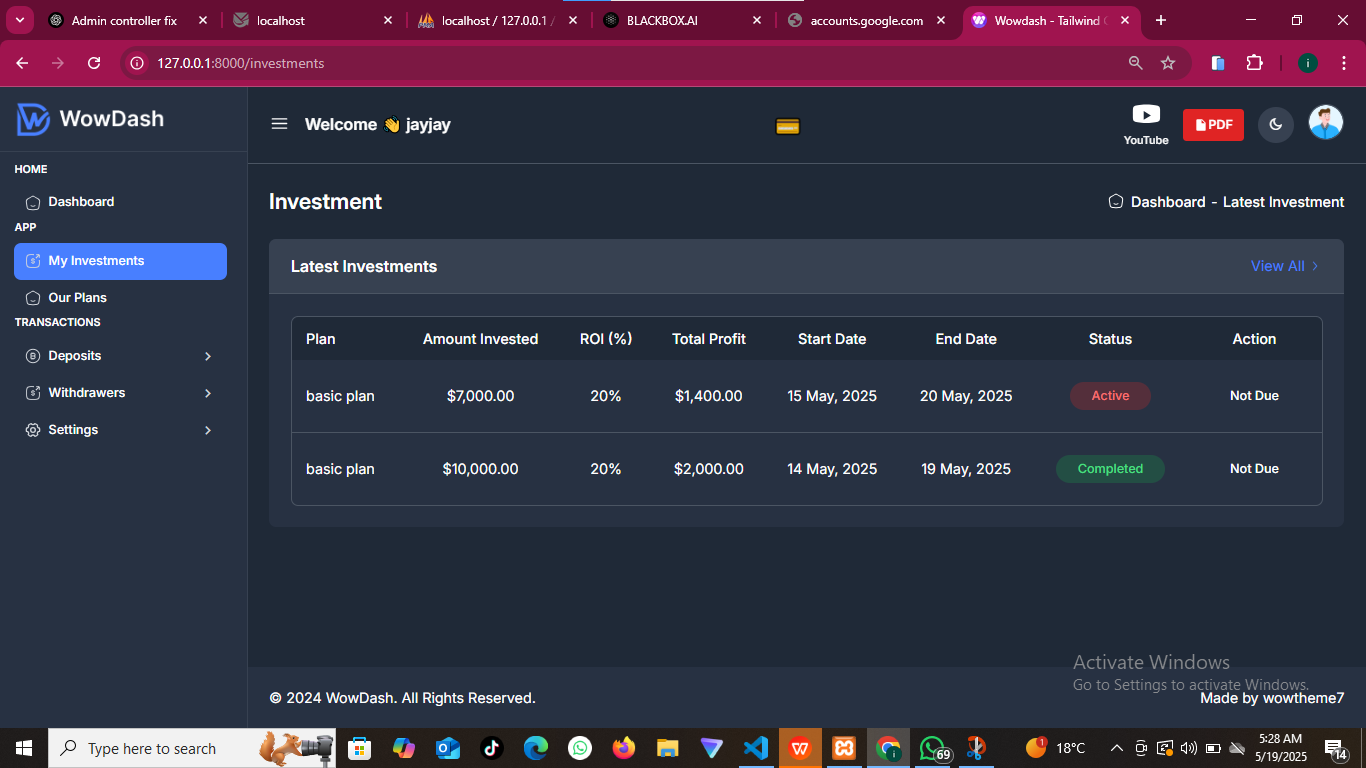 Admin controller fix
localhost
localhost / 127.0.0.1 /
BLACKBOX.AI
accounts.google.com
Wowdash - Tailwind
127.0.0.1:8000/investments
i
WowDash
Welcome 👋 jayjay
YouTube
PDF
HOME
Dashboard
APP
My Investments
Our Plans
TRANSACTIONS
Deposits
Withdrawers
Settings
Investment
Dashboard - Latest Investment
Latest Investments
View All
Plan Amount Invested ROI (%) Total Profit Start Date End Date Status Action
basic plan $7,000.00 20% $1,400.00 15 May, 2025 20 May, 2025 Active Not Due
basic plan $10,000.00 20% $2,000.00 14 May, 2025 19 May, 2025 Completed Not Due
Activate Windows
Go to Settings to activate Windows.
© 2024 WowDash. All Rights Reserved.
Made by wowtheme7
Type here to search
69
1
18°C
5:28 AM
5/19/2025
14